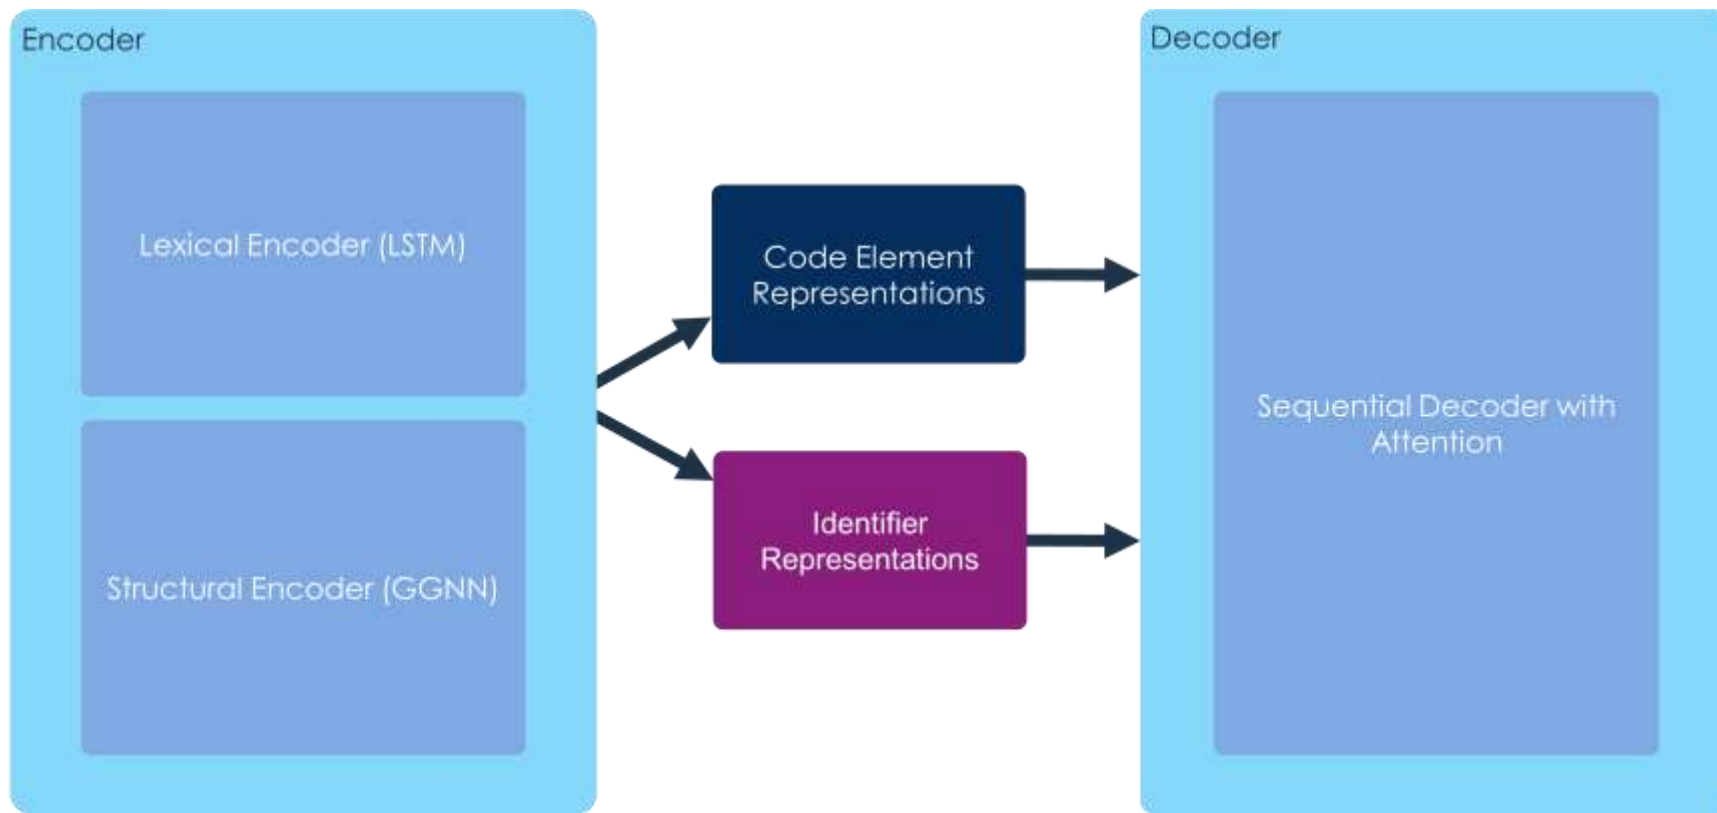 Encoder
Lexical Encoder (LSTM)
Structural Encoder (GGNN)
Code Element
Representations
Identifier
Representations
Decoder
Sequential Decoder with
Attention